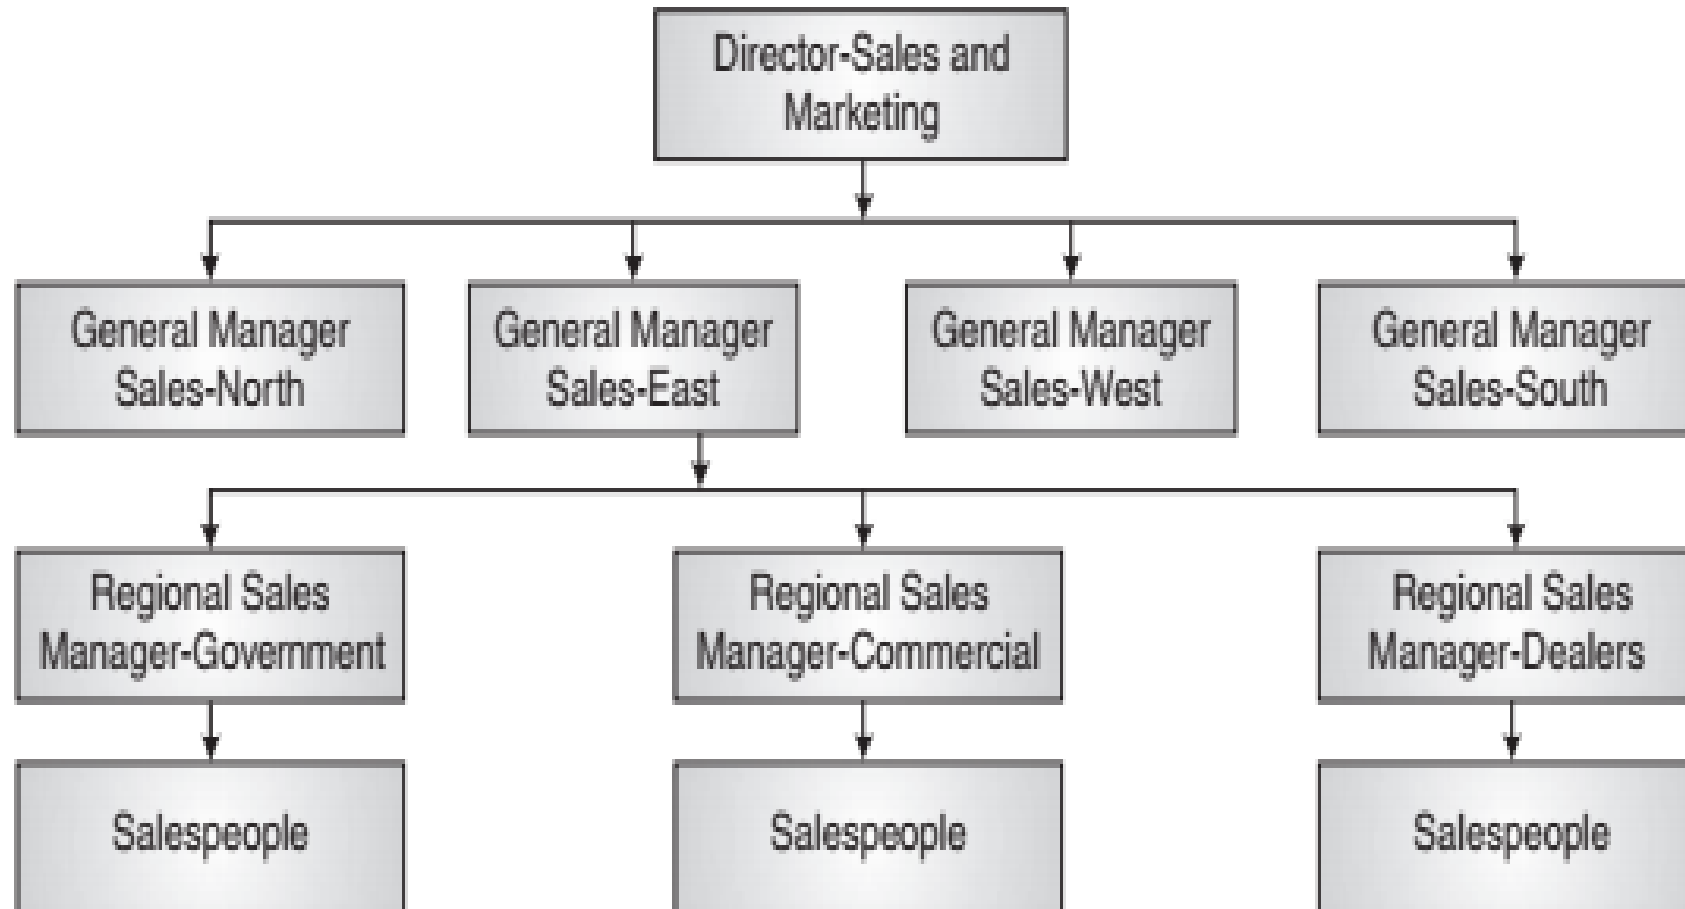 Director-Sales and
Marketing
General Manager
Sales-North
General Manager
Sales-East
General Manager
Sales-West
General Manager
Sales-South
Regional Sales
Manager-Government
Regional Sales
Manager-Commercial
Regional Sales
Manager-Dealers
Salespeople
Salespeople
Salespeople